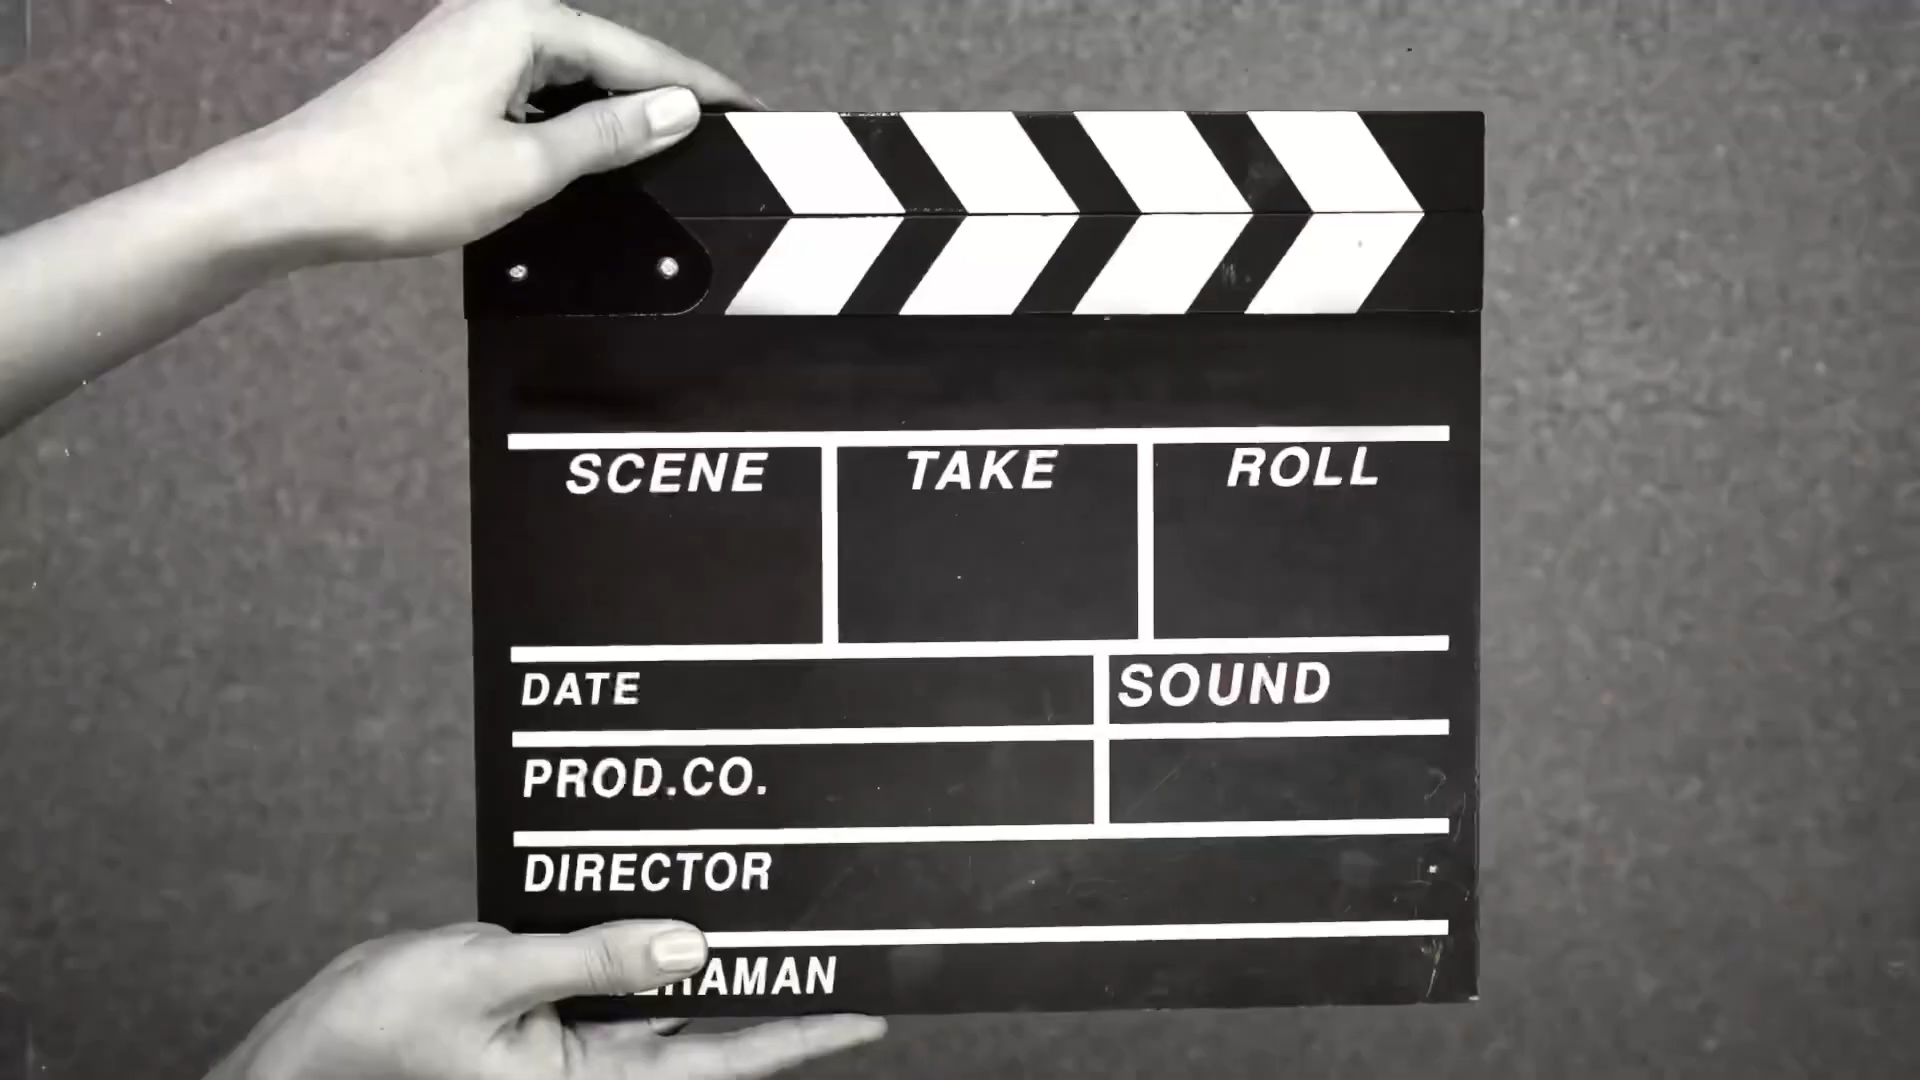 SCENE TAKE ROLL
DATE SOUND
PROD.CO.
DIRECTOR